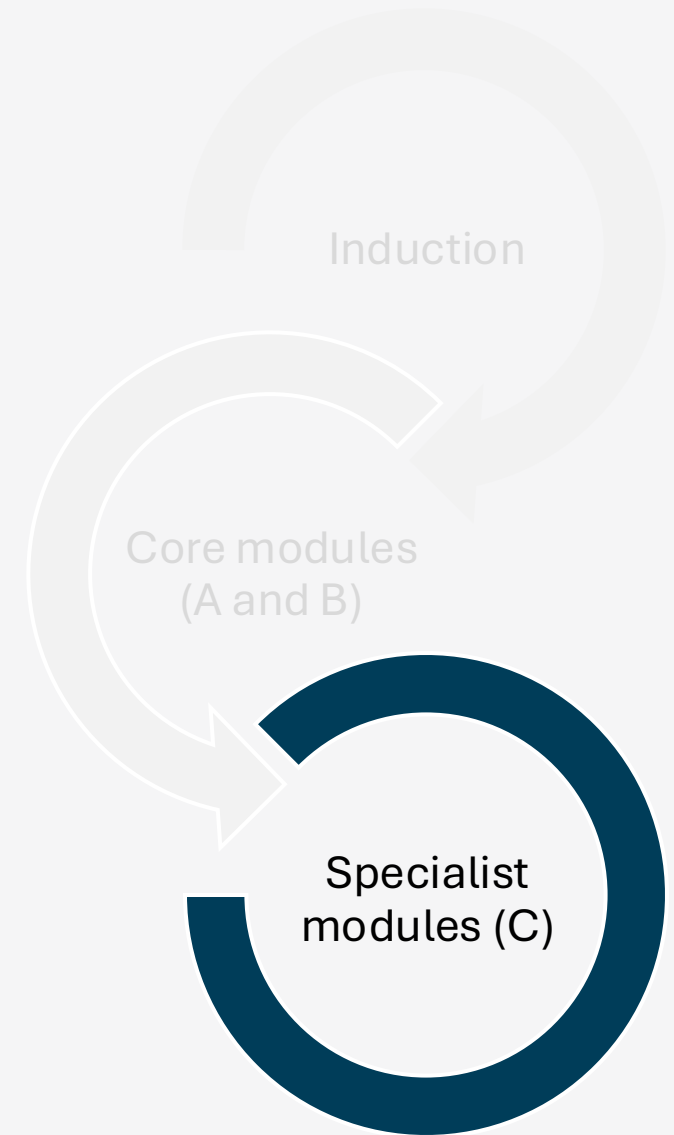 Induction
Core modules
(A and B)
Specialist
modules (C)